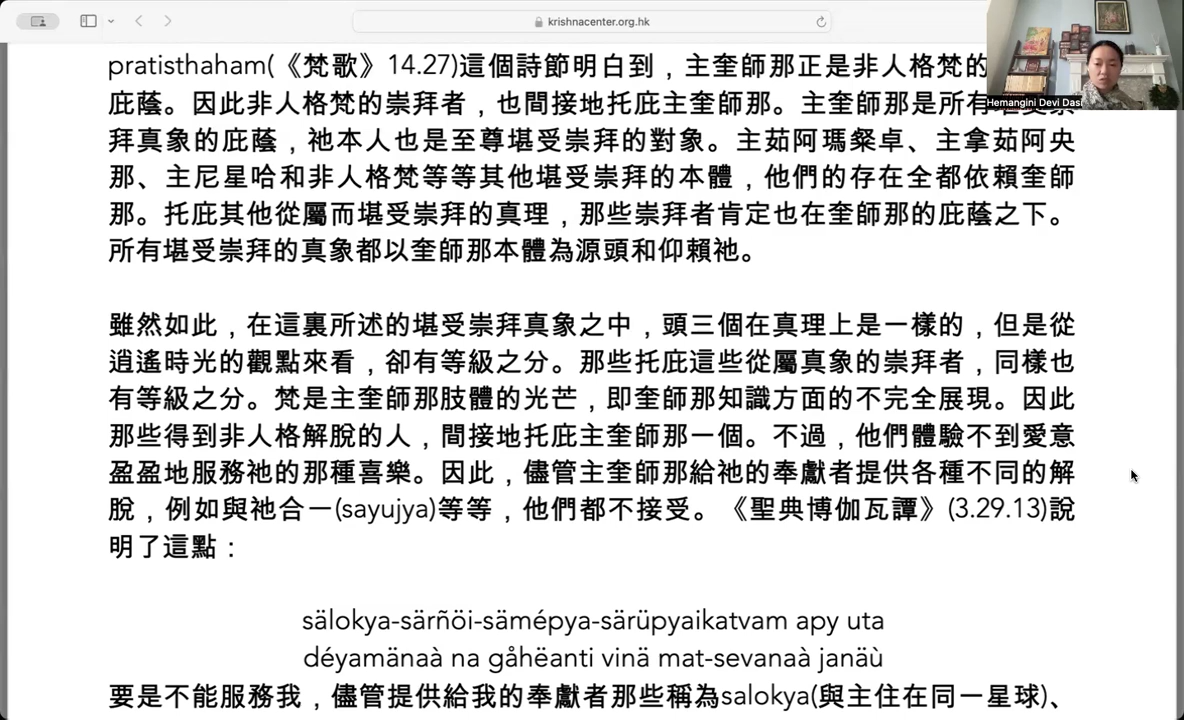 krishnacenter.org.hk
Hemangini Devi Dasi
pratisthaham(《梵歌》14.27)這個詩節明白到，主奎師那正是非人格梵的
庇蔭。因此非人格梵的崇拜者，也間接地托庇主奎師那。主奎師那是所有堪受崇
拜真象的庇蔭，祂本人也是至尊堪受崇拜的對象。主茹阿瑪粲卓、主拿茹阿央
那、主尼星哈和非人格梵等等其他堪受崇拜的本體，他們的存在全都依賴奎師
那。托庇其他從屬而堪受崇拜的真理，那些崇拜者肯定也在奎師那的庇蔭之下。
所有堪受崇拜的真象都以奎師那本體為源頭和仰賴祂。
雖然如此，在這裏所述的堪受崇拜真象之中，頭三個在真理上是一樣的，但是從
逍遙時光的觀點來看，卻有等級之分。那些托庇這些從屬真象的崇拜者，同樣也
有等級之分。梵是主奎師那肢體的光芒，即奎師那知識方面的不完全展現。因此
那些得到非人格解脫的人，間接地托庇主奎師那一個。不過，他們體驗不到愛意
盈盈地服務祂的那種喜樂。因此，儘管主奎師那給祂的奉獻者提供各種不同的解
脫，例如與祂合一(sayujya)等等，他們都不接受。《聖典博伽瓦譚》(3.29.13)說
明了這點：
sälokya-särñöi-sämépya-särüpyaikatvam apy uta
déyamänaà na gåhëanti vinä mat-sevanaà janäù
要是不能服務我，儘管提供給我的奉獻者那些稱為salokya(與主住在同一星球)、